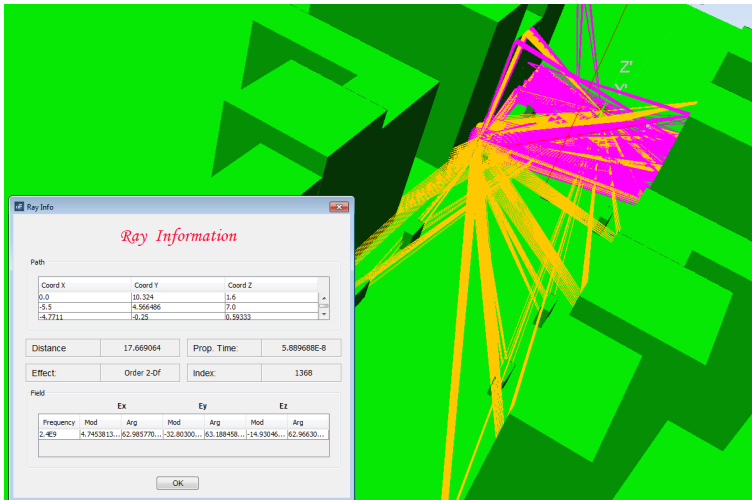 Z'
Y'
Ray Info
Ray Information
Path
Coord X Coord Y Coord Z
0.0 10.324 1.6
-5.5 4.566486 7.0
-4.7711 -0.25 0.59333
Distance 17.669064 Prop. Time: 5.889688E-8
Effect: Order 2-Df Index: 1368
Field
Ex Ey Ez
Frequency Mod Arg Mod Arg Mod Arg
2.4E9 4.7453813... 62.985770... -32.80300... 63.188458... -14.93046... 62.96630...
OK